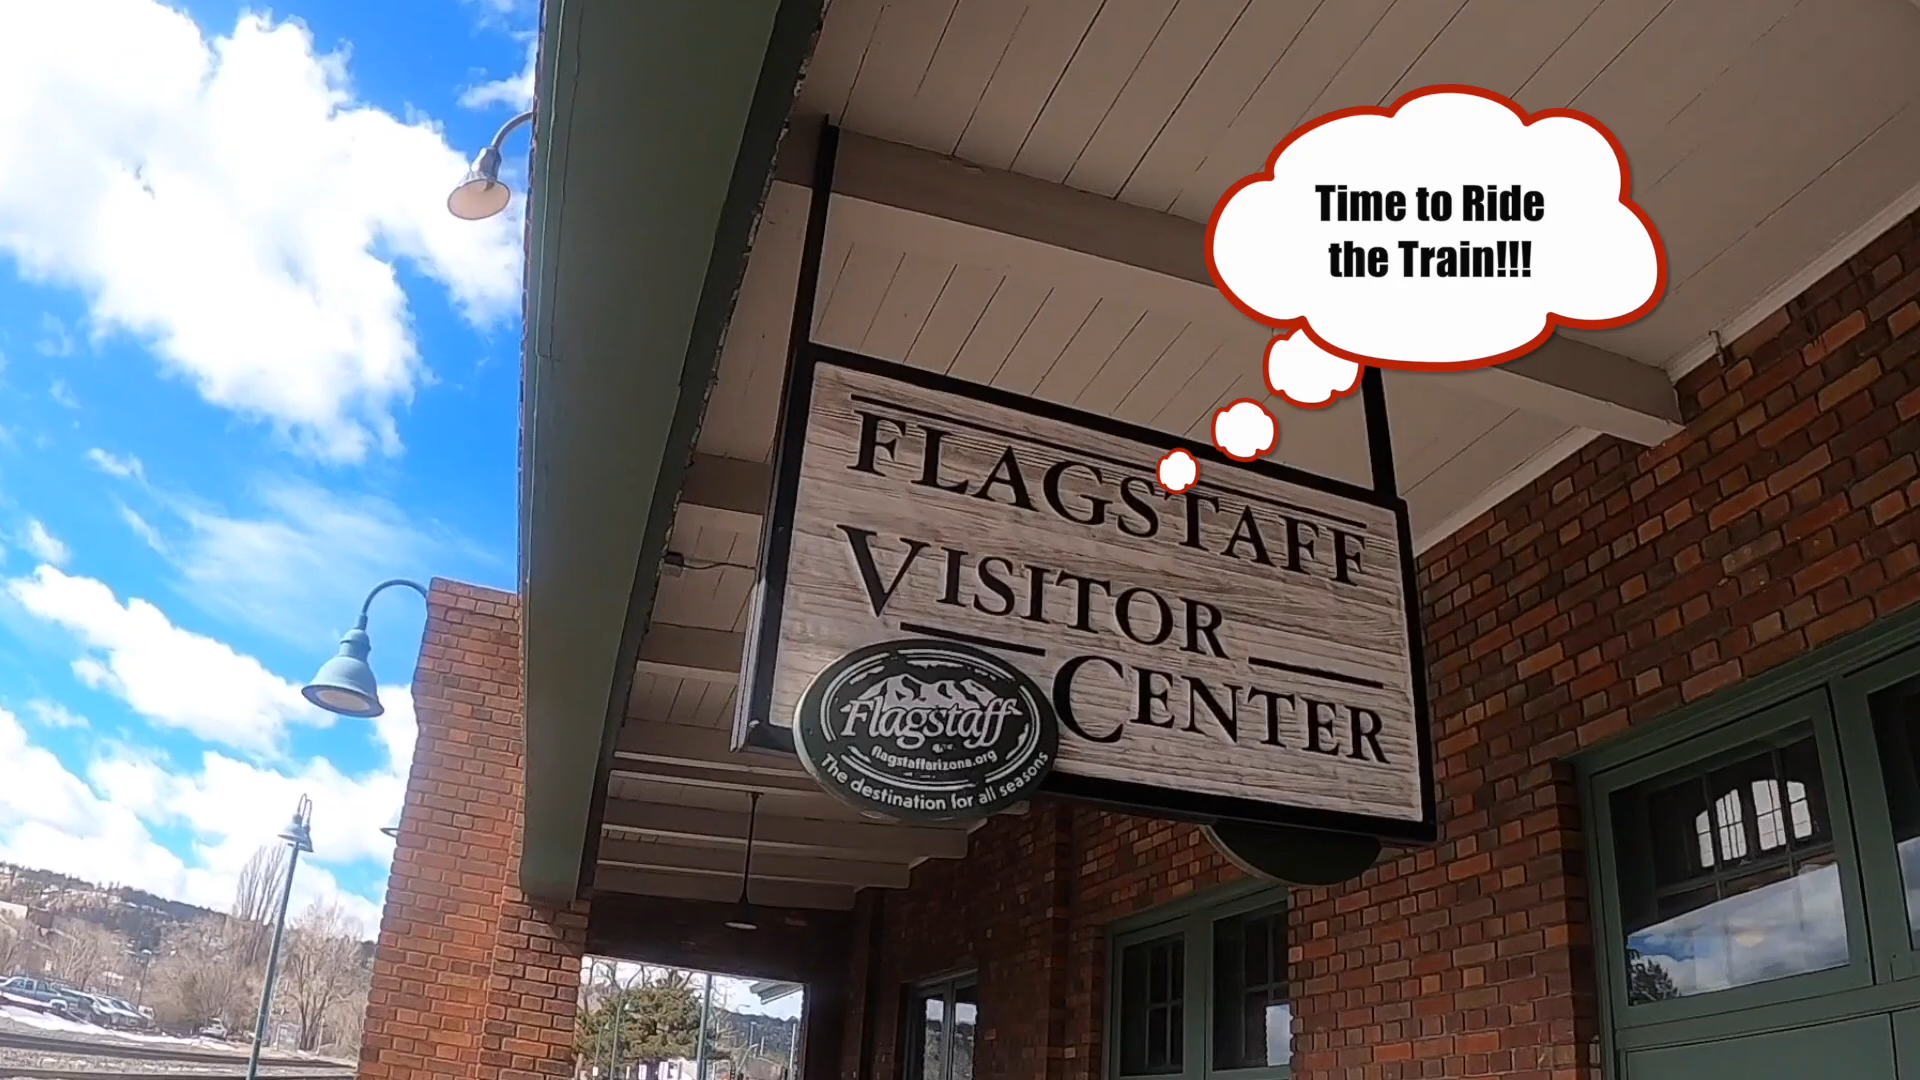 Time to Ride
the Train!!!
FLAGSTAFF
VISITOR
CENTER
Flagstaff
flagstaffarizona.org
The destination for all seasons